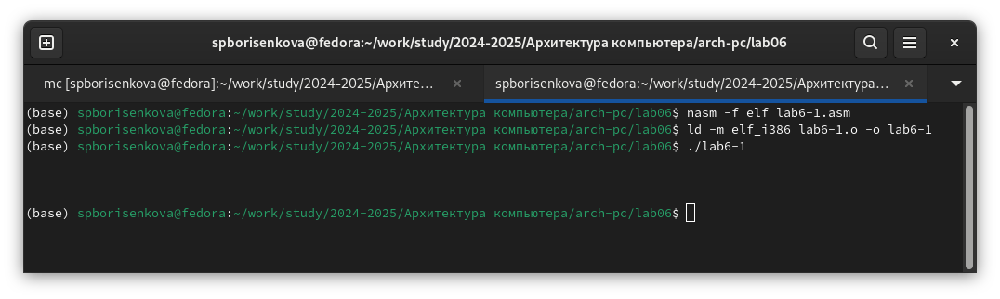 spborisenkova@fedora:~/work/study/2024-2025/Архитектура компьютера/arch-pc/lab06
mc [spborisenkova@fedora]:~/work/study/2024-2025/Архите…
spborisenkova@fedora:~/work/study/2024-2025/Архитектура…
(base) spborisenkova@fedora:~/work/study/2024-2025/Архитектура компьютера/arch-pc/lab06$ nasm -f elf lab6-1.asm
(base) spborisenkova@fedora:~/work/study/2024-2025/Архитектура компьютера/arch-pc/lab06$ ld -m elf_i386 lab6-1.o -o lab6-1
(base) spborisenkova@fedora:~/work/study/2024-2025/Архитектура компьютера/arch-pc/lab06$ ./lab6-1
(base) spborisenkova@fedora:~/work/study/2024-2025/Архитектура компьютера/arch-pc/lab06$